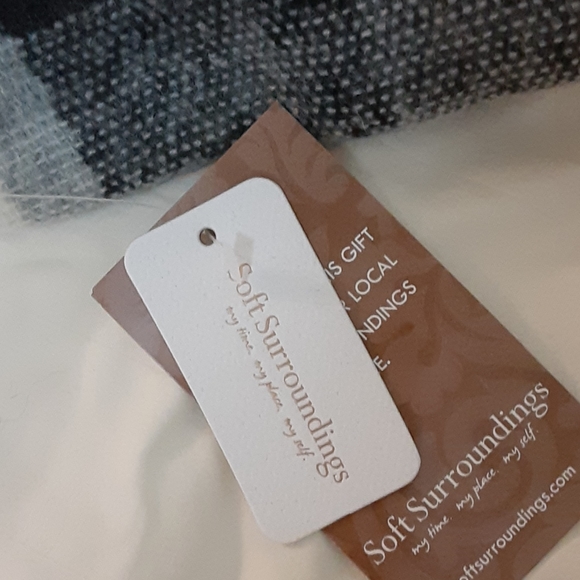 Soft Surroundings
my time. my place. my self.
IS GIFT
LOCAL
NDINGS
E.
Soft Surroundings
my time. my place. my self.
oftsurroundings.com